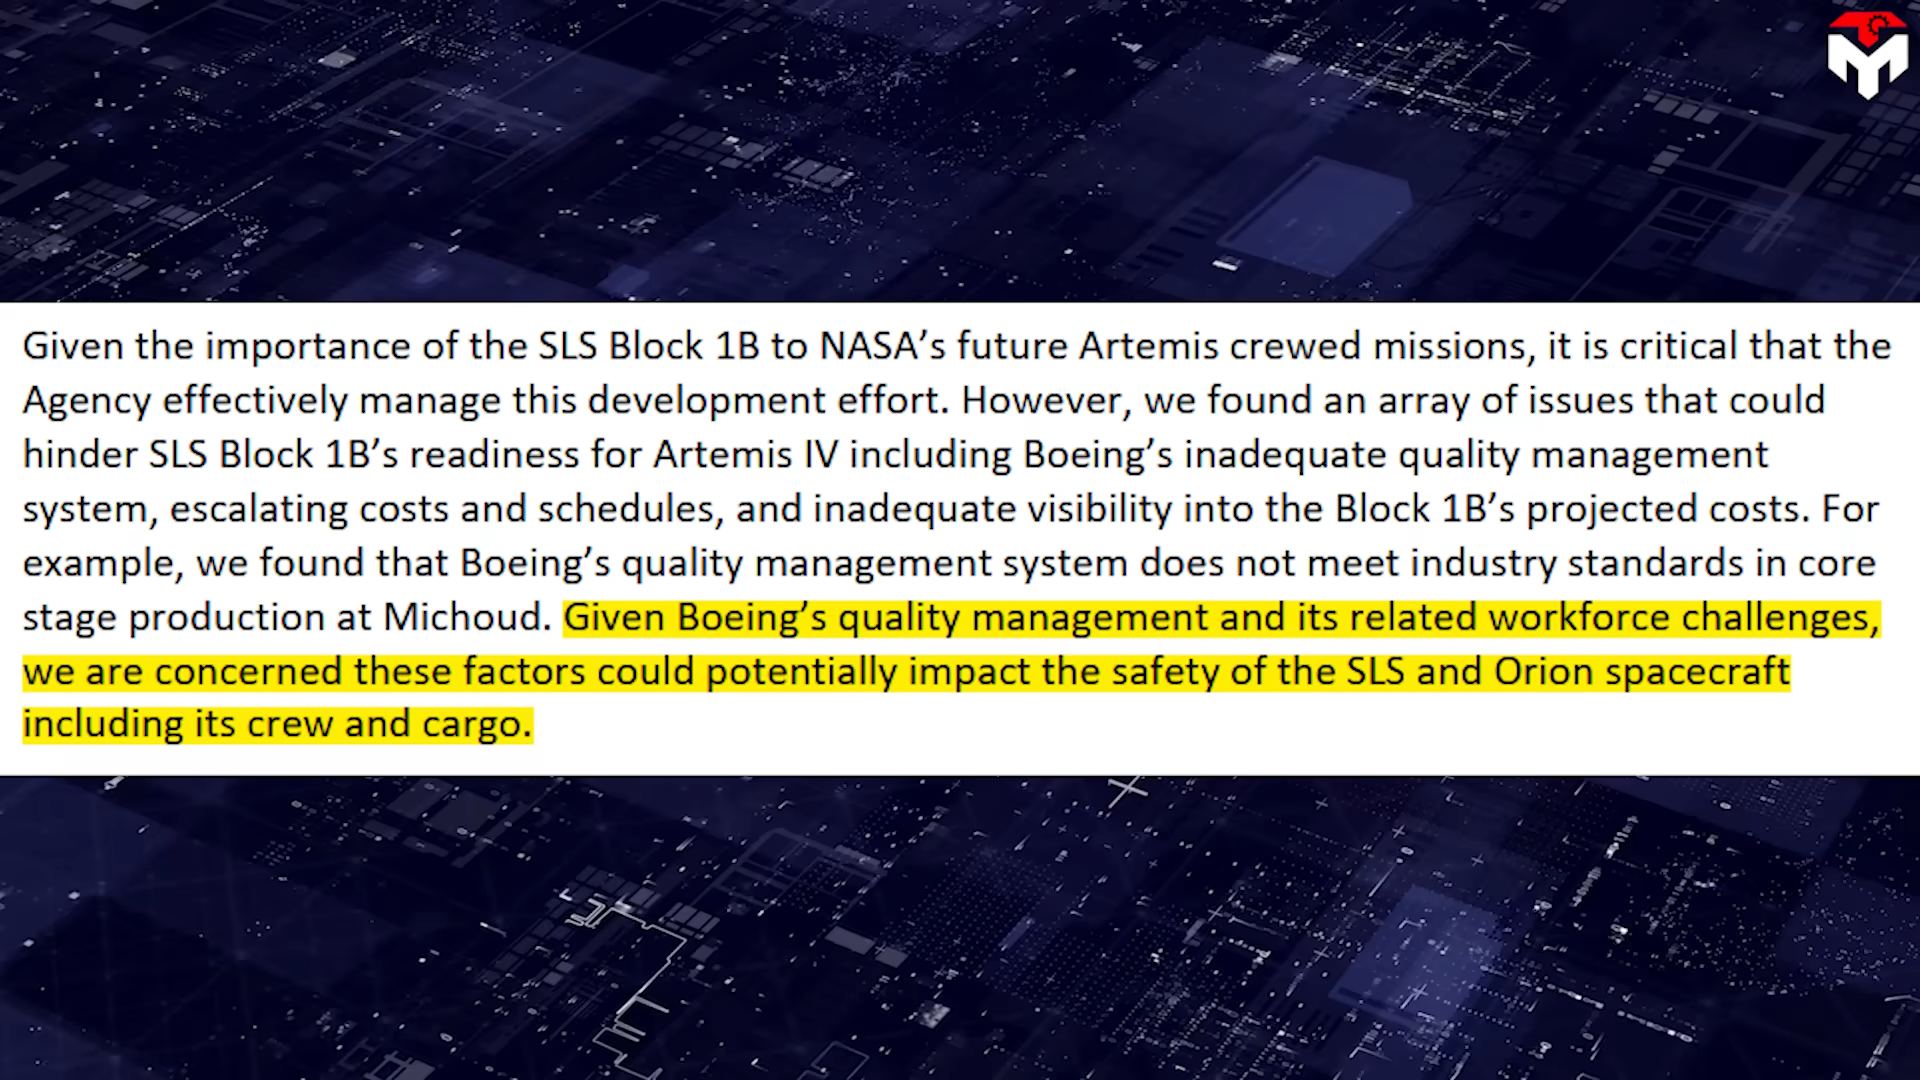 Given the importance of the SLS Block 1B to NASA’s future Artemis crewed missions, it is critical that the
Agency effectively manage this development effort. However, we found an array of issues that could
hinder SLS Block 1B’s readiness for Artemis IV including Boeing’s inadequate quality management
system, escalating costs and schedules, and inadequate visibility into the Block 1B’s projected costs. For
example, we found that Boeing’s quality management system does not meet industry standards in core
stage production at Michoud. Given Boeing’s quality management and its related workforce challenges,
we are concerned these factors could potentially impact the safety of the SLS and Orion spacecraft
including its crew and cargo.